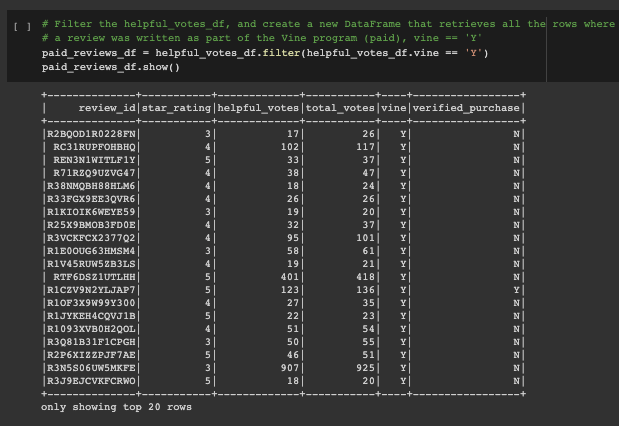 [ ] # Filter the helpful_votes_df, and create a new DataFrame that retrieves all the rows where
# a review was written as part of the Vine program (paid), vine == 'Y'
paid_reviews_df = helpful_votes_df.filter(helpful_votes_df.vine == 'Y')
paid_reviews_df.show()
+--------------+-----------+-------------+-----------+----+-----------------+
|     review_id|star_rating|helpful_votes|total_votes|vine|verified_purchase|
+--------------+-----------+-------------+-----------+----+-----------------+
|R2BQOD1R0228FN|          3|           17|         26|   Y|                N|
| RC31RUPFOHBHQ|          4|          102|        117|   Y|                N|
| REN3N1WITLF1Y|          5|           33|         37|   Y|                N|
| R71RZQ9UZVG47|          4|           38|         47|   Y|                N|
|R38NMQBH88HLM6|          4|           18|         24|   Y|                N|
|R33FGX9EE3QVR6|          4|           26|         26|   Y|                N|
|R1KIOIK6WEYE59|          3|           19|         20|   Y|                N|
|R25X9BMOB3FD0E|          4|           32|         37|   Y|                N|
|R3VCKFCX2377Q2|          4|           95|        101|   Y|                N|
|R1E0OUG63HMSM4|          3|           58|         61|   Y|                N|
|R1V45RUW5ZB3LS|          4|           19|         21|   Y|                N|
| RTF6DSZ1UTLHH|          5|          401|        418|   Y|                N|
|R1CZV9N2YLJAP7|          5|          123|        136|   Y|                Y|
|R1OF3X9W99Y300|          4|           27|         35|   Y|                N|
|R1JYKEH4CQVJ1B|          5|           22|         23|   Y|                N|
|R1093XVB0H2QOL|          4|           51|         54|   Y|                N|
|R3Q81B31F1CPGH|          3|           50|         55|   Y|                N|
|R2P6XIZZPJF7AE|          5|           46|         51|   Y|                N|
|R3N5S06UW5MKFE|          3|          907|        925|   Y|                N|
|R3J9EJCVKFCRWO|          5|           18|         20|   Y|                N|
+--------------+-----------+-------------+-----------+----+-----------------+
only showing top 20 rows